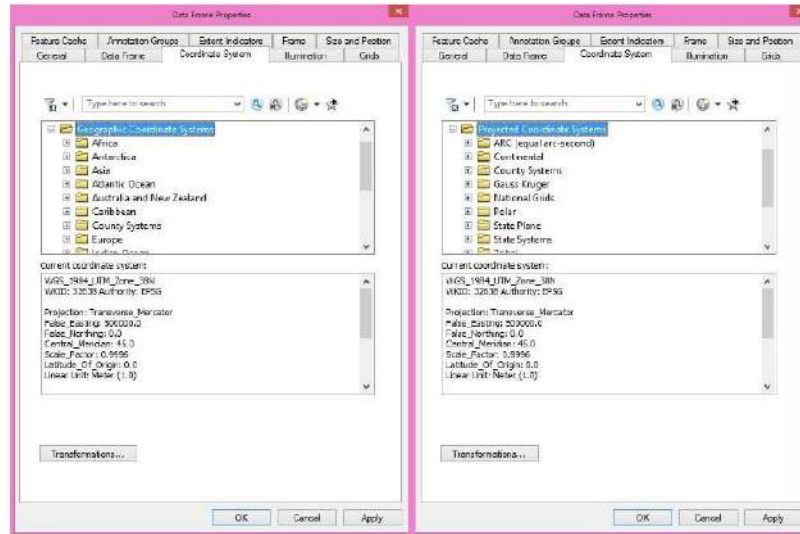 Data Frame Properties
Feature Cache Annotation Groups Extent Indicators Frame Size and Position
General Data Frame Coordinate System Illumination Grids
Type here to search
Geographic Coordinate Systems
Africa
Antarctica
Asia
Atlantic Ocean
Australia and New Zealand
Caribbean
County Systems
Europe
Indian Ocean
Current coordinate system:
WGS_1984_UTM_Zone_38N
WKID: 32638 Authority: EPSG
Projection: Transverse_Mercator
False_Easting: 500000.0
False_Northing: 0.0
Central_Meridian: 45.0
Scale_Factor: 0.9996
Latitude_Of_Origin: 0.0
Linear Unit: Meter (1.0)
Transformations...
OK Cancel Apply
Data Frame Properties
Feature Cache Annotation Groups Extent Indicators Frame Size and Position
General Data Frame Coordinate System Illumination Grids
Type here to search
Projected Coordinate Systems
ARC (equal arc-second)
Continental
County Systems
Gauss Kruger
National Grids
Polar
State Plane
State Systems
Current coordinate system:
WGS_1984_UTM_Zone_38N
WKID: 32638 Authority: EPSG
Projection: Transverse_Mercator
False_Easting: 500000.0
False_Northing: 0.0
Central_Meridian: 45.0
Scale_Factor: 0.9996
Latitude_Of_Origin: 0.0
Linear Unit: Meter (1.0)
Transformations...
OK Cancel Apply